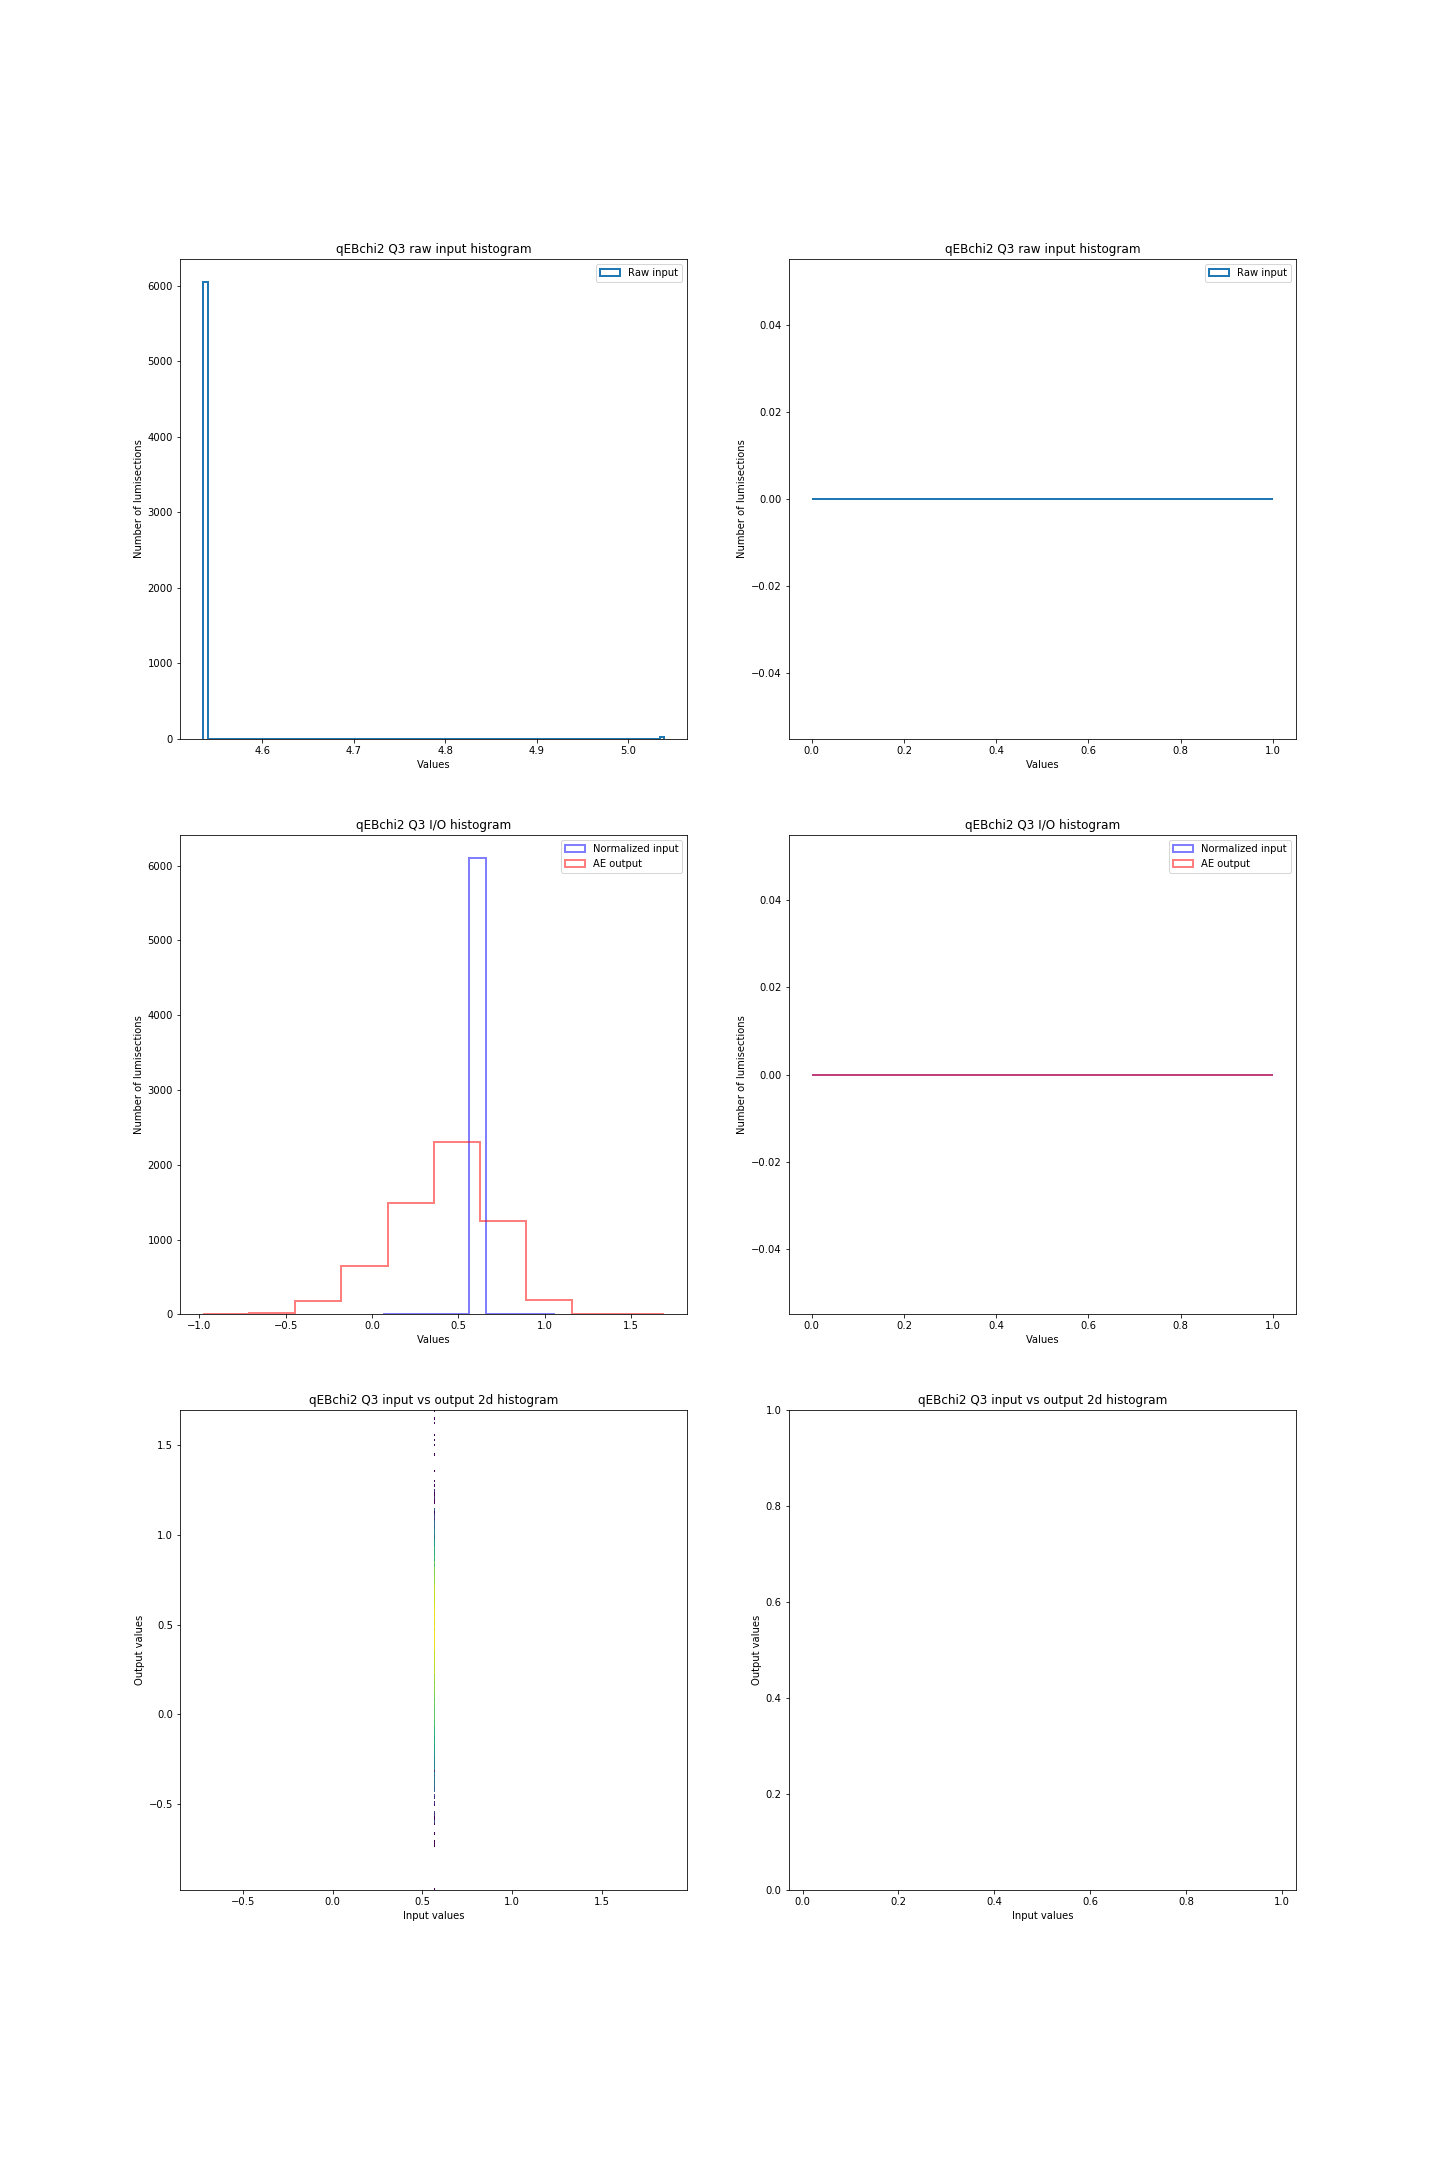 qEBchi2 Q3 raw input histogram
Raw input
6000
5000
4000
3000
2000
1000
0
Number of lumisections
4.6 4.7 4.8 4.9 5.0
Values
qEBchi2 Q3 raw input histogram
Raw input
0.04
0.02
0.00
−0.02
−0.04
Number of lumisections
0.0 0.2 0.4 0.6 0.8 1.0
Values
qEBchi2 Q3 I/O histogram
Normalized input
AE output
6000
5000
4000
3000
2000
1000
0
Number of lumisections
−1.0 −0.5 0.0 0.5 1.0 1.5
Values
qEBchi2 Q3 I/O histogram
Normalized input
AE output
0.04
0.02
0.00
−0.02
−0.04
Number of lumisections
0.0 0.2 0.4 0.6 0.8 1.0
Values
qEBchi2 Q3 input vs output 2d histogram
1.5
1.0
0.5
0.0
−0.5
Output values
−0.5 0.0 0.5 1.0 1.5
Input values
qEBchi2 Q3 input vs output 2d histogram
1.0
0.8
0.6
0.4
0.2
0.0
Output values
0.0 0.2 0.4 0.6 0.8 1.0
Input values